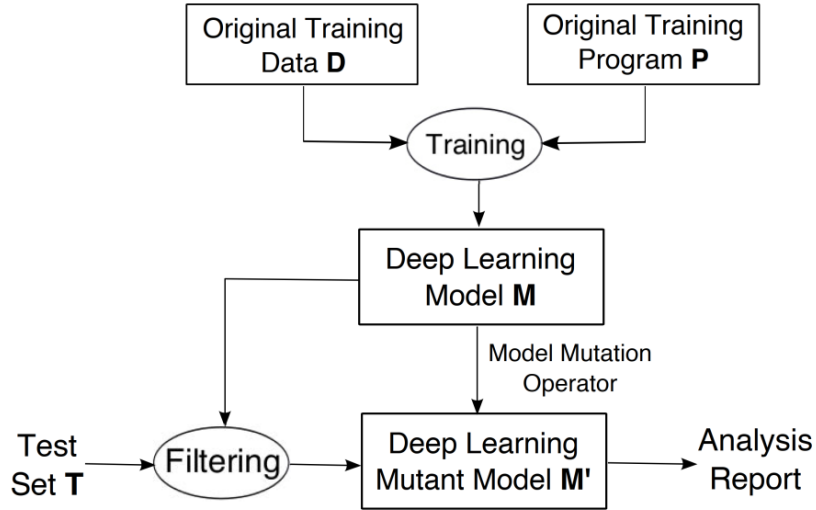 Original Training
Data D
Original Training
Program P
Training
Deep Learning
Model M
Model Mutation
Operator
Test
Set T
Filtering
Deep Learning
Mutant Model M'
Analysis
Report